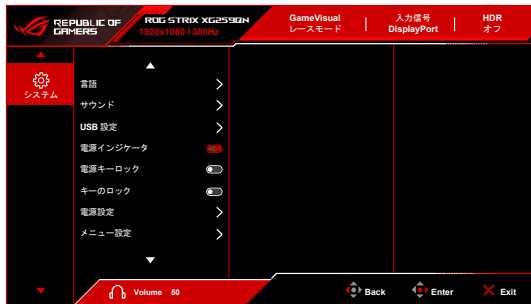 REPUBLIC OF
GAMERS
ROG STRIX XG259QN
1920x1080 | 380Hz
GameVisual
レースモード
入力信号
DisplayPort
HDR
オフ
システム
言語
サウンド
USB 設定
電源インジケータ
電源キーロック
キーのロック
電源設定
メニュー設定
Volume 50
Back
Enter
Exit